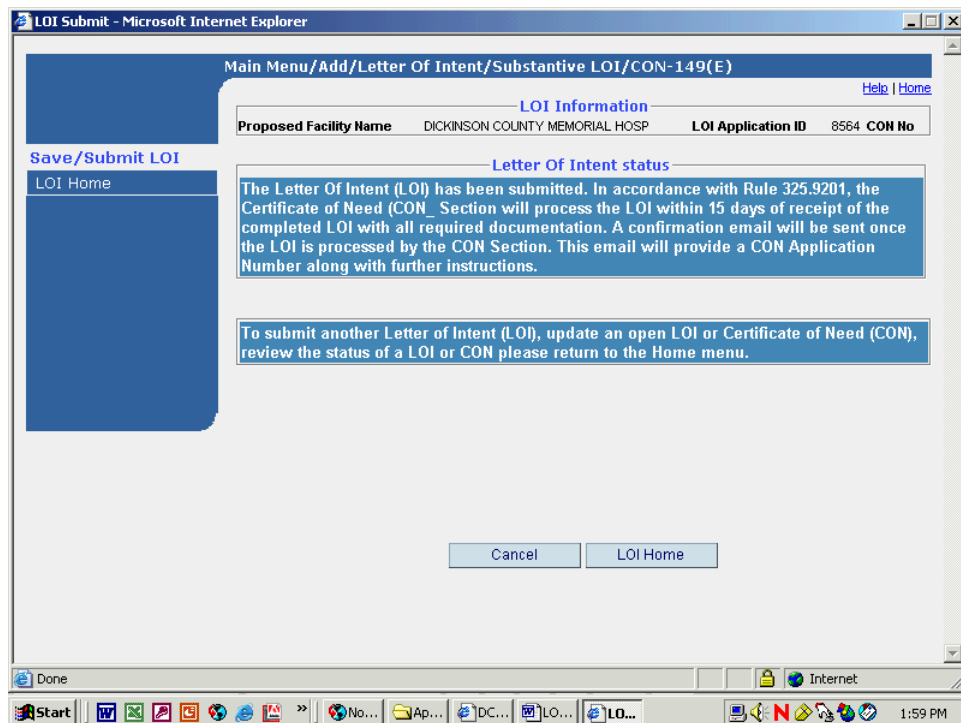 LOI Submit - Microsoft Internet Explorer
Main Menu/Add/Letter Of Intent/Substantive LOI/CON-149(E)
Help | Home
LOI Information
Proposed Facility Name DICKINSON COUNTY MEMORIAL HOSP LOI Application ID 8564 CON No
Save/Submit LOI
LOI Home
Letter Of Intent status
The Letter Of Intent (LOI) has been submitted. In accordance with Rule 325.9201, the
Certificate of Need (CON_ Section will process the LOI within 15 days of receipt of the
completed LOI with all required documentation. A confirmation email will be sent once
the LOI is processed by the CON Section. This email will provide a CON Application
Number along with further instructions.
To submit another Letter of Intent (LOI), update an open LOI or Certificate of Need (CON),
review the status of a LOI or CON please return to the Home menu.
Cancel LOI Home
Done Internet
Start » No... Ap... DC... LO... LO... 1:59 PM